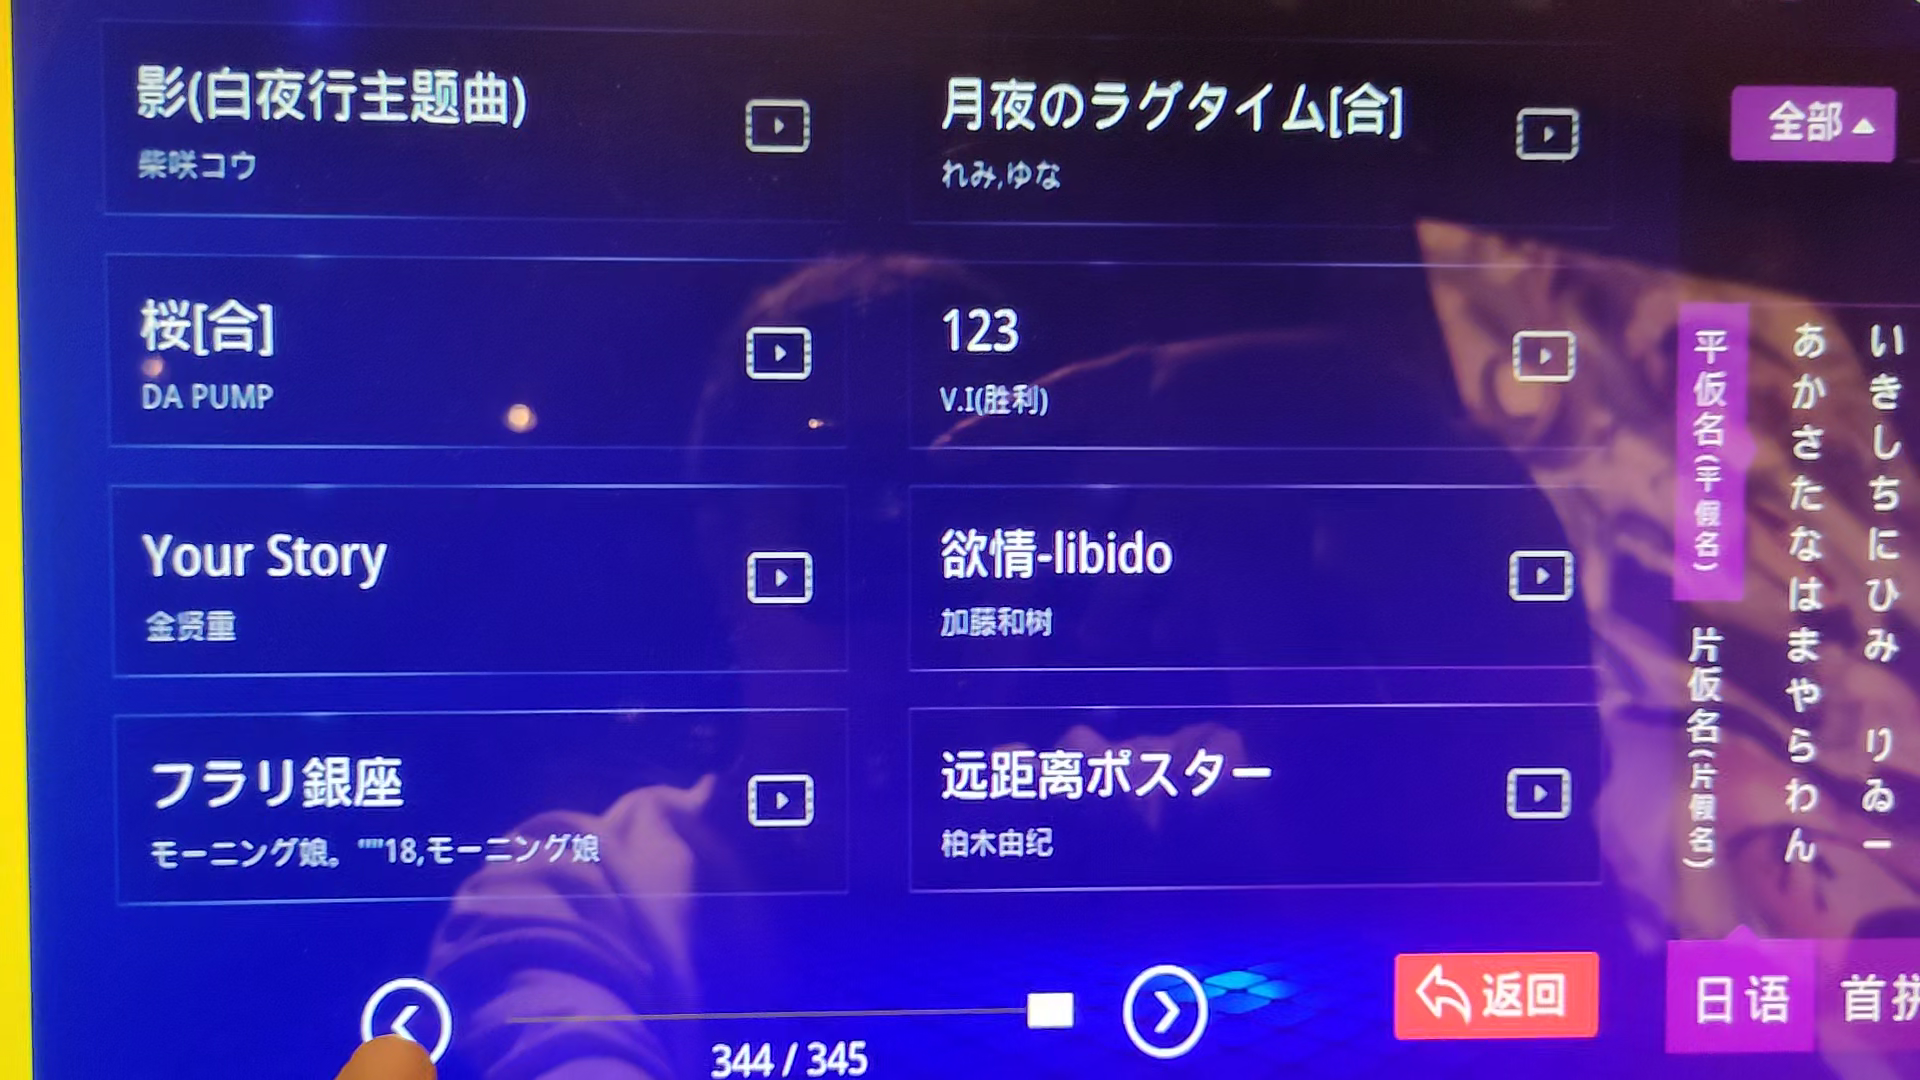 影(白夜行主题曲)
柴咲コウ
月夜のラグタイム[合]
れみ,ゆな
全部
桜[合]
DA PUMP
123
V.I(胜利)
Your Story
金贤重
欲情-libido
加藤和树
フラリ銀座
モーニング娘。""18,モーニング娘
远距离ポスター
柏木由纪
平仮名(平假名)
片仮名(片假名)
あかさたなはまやらわん
いきしちにひみ りゐー
344 / 345
返回
日语
首拼